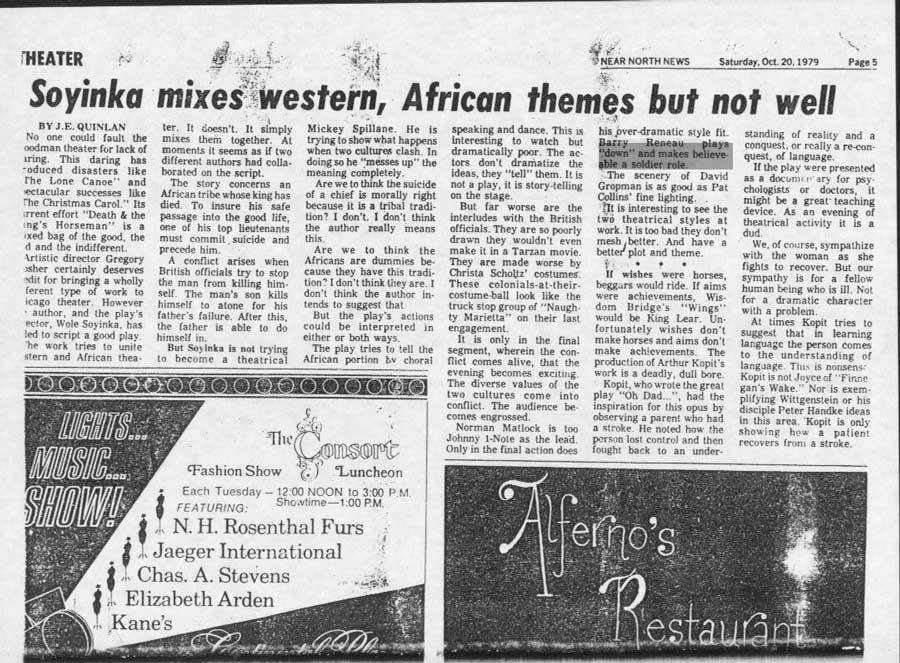 THEATER
NEAR NORTH NEWS Saturday, Oct. 20, 1979 Page 5
Soyinka mixes western, African themes but not well
BY J.E. QUINLAN
No one could fault the
oodman theater for lack of
aring. This daring has
roduced disasters like
The Lone Canoe" and
ectacular successes like
The Christmas Carol." Its
rrent effort "Death & the
ng's Horseman" is a
ixed bag of the good, the
d and the indifferent.
Artistic director Gregory
osher certainly deserves
edit for bringing a wholly
ferent type of work to
icago theater. However
author, and the play's
ector, Wole Soyinka, has
led to script a good play.
he work tries to unite
stern and African thea-
ter. It doesn't. It simply
mixes them together. At
moments it seems as if two
different authors had colla-
borated on the script.
The story concerns an
African tribe whose king has
died. To insure his safe
passage into the good life,
one of his top lieutenants
must commit suicide and
precede him.
A conflict arises when
British officials try to stop
the man from killing him-
self. The man's son kills
himself to atone for his
father's failure. After this,
the father is able to do
himself in.
But Soyinka is not trying
to become a theatrical
Mickey Spillane. He is
trying to show what happens
when two cultures clash. In
doing so he "messes up" the
meaning completely.
Are we to think the suicide
of a chief is morally right
because it is a tribal tradi-
tion? I don't. I don't think
the author really means
this.
Are we to think the
Africans are dummies be-
cause they have this tradi-
tion? I don't think they are. I
don't think the author in-
tends to suggest that
But the play's actions
could be interpreted in
either or both ways.
The play tries to tell the
African portion by choral
speaking and dance. This is
interesting to watch but
dramatically poor. The ac-
tors don't dramatize the
ideas, they "tell" them. It is
not a play, it is story-telling
on the stage.
But far worse are the
interludes with the British
officials. They are so poorly
drawn they wouldn't even
make it in a Tarzan movie.
They are made worse by
Christa Scholtz' costumes.
These colonials-at-their-
costume-ball look like the
truck stop group of "Naugh-
ty Marietta" on their last
engagement.
It is only in the final
segment, wherein the con-
flict comes alive, that the
evening becomes exciting.
The diverse values of the
two cultures come into
conflict. The audience be-
comes engrossed.
Norman Matlock is too
Johnny 1-Note as the lead.
Only in the final action does
his over-dramatic style fit.
Barry Reneau plays
"down" and makes believe-
able a soldier role.
The scenery of David
Gropman is as good as Pat
Collins' fine lighting.
It is interesting to see the
two theatrical styles at
work. It is too bad they don't
mesh better. And have a
better plot and theme.
* * *
If wishes were horses,
beggars would ride. If aims
were achievements, Wis-
dom Bridge's "Wings"
would be King Lear. Un-
fortunately wishes don't
make horses and aims don't
make achievements. The
production of Arthur Kopit's
work is a deadly, dull bore.
Kopit, who wrote the great
play "Oh Dad...", had the
inspiration for this opus by
observing a parent who had
a stroke. He noted how the
person lost control and then
fought back to an under-
standing of reality and a
conquest, or really a re-con-
quest, of language.
If the play were presented
as a documentary for psy-
chologists or doctors, it
might be a great teaching
device. As an evening of
theatrical activity it is a
dud.
We, of course, sympathize
with the woman as she
fights to recover. But our
sympathy is for a fellow
human being who is ill. Not
for a dramatic character
with a problem.
At times Kopit tries to
suggest that in learning
language the person comes
to the understanding of
language. This is nonsense
Kopit is not Joyce of "Finne-
gan's Wake." Nor is exem-
plifying Wittgenstein or his
disciple Peter Handke ideas
in this area. Kopit is only
showing how a patient
recovers from a stroke.
LIGHTS...
MUSIC...
SHOW!
The Consort
Fashion Show Luncheon
Each Tuesday — 12:00 NOON to 3:00 P.M.
Showtime—1:00 P.M.
FEATURING:
N. H. Rosenthal Furs
Jaeger International
Chas. A. Stevens
Elizabeth Arden
Kane's
Alferno's
Restaurant